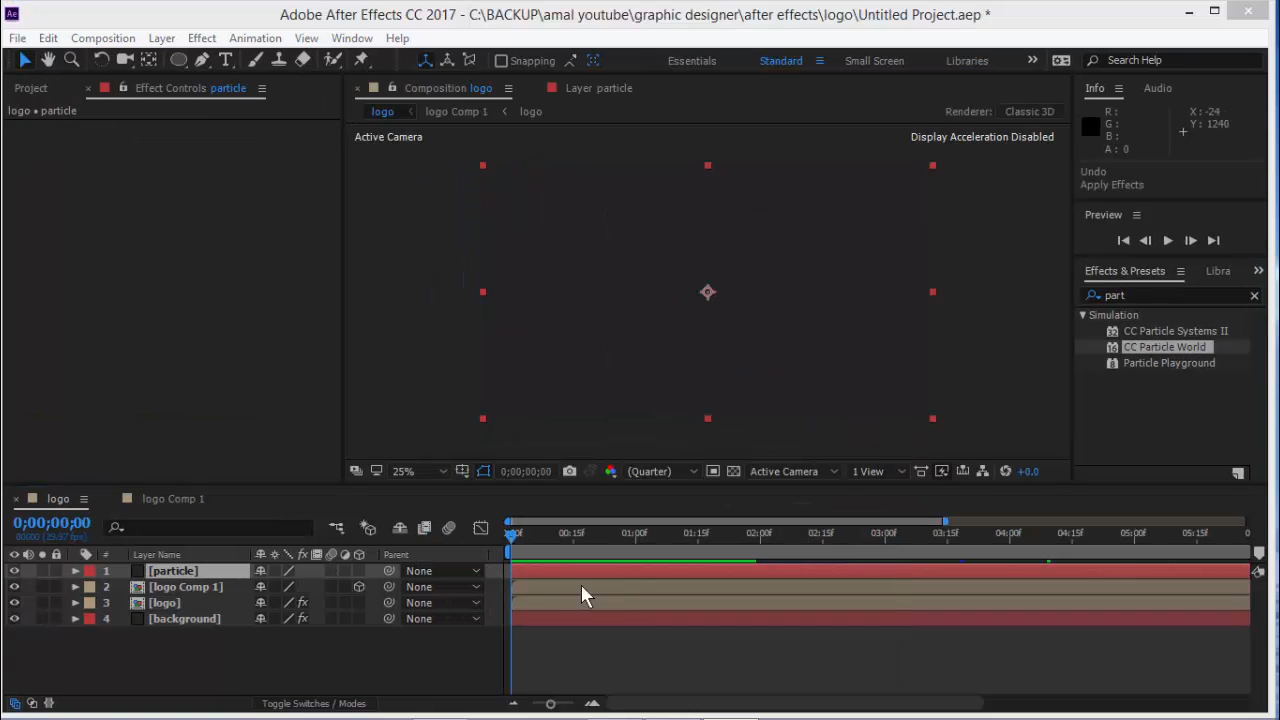 Adobe After Effects CC 2017 - C:\BACKUP\amal youtube\graphic designer\after effects\logo\Untitled Project.aep *
File Edit Composition Layer Effect Animation View Window Help
Snapping Essentials Standard Small Screen Libraries Search Help
Project Effect Controls particle Composition logo Layer particle Info Audio
logo • particle logo logo Comp 1 logo Renderer: Classic 3D
R: X: -24
G: Y: 1240
B:
A: 0
Active Camera Display Acceleration Disabled
Undo
Apply Effects
Preview
Effects & Presets Libra
part
Simulation
CC Particle Systems II
CC Particle World
Particle Playground
25% 0;00;00;00 (Quarter) Active Camera 1 View +0.0
logo logo Comp 1
0;00;00;00
00000 (29.97 fps)
00:15f 01:00f 01:15f 02:00f 02:15f 03:00f 03:15f 04:00f 04:15f 05:00f 05:15f
# Layer Name Parent
1 [particle] None
2 [logo Comp 1] None
3 [logo] None
4 [background] None
Toggle Switches / Modes